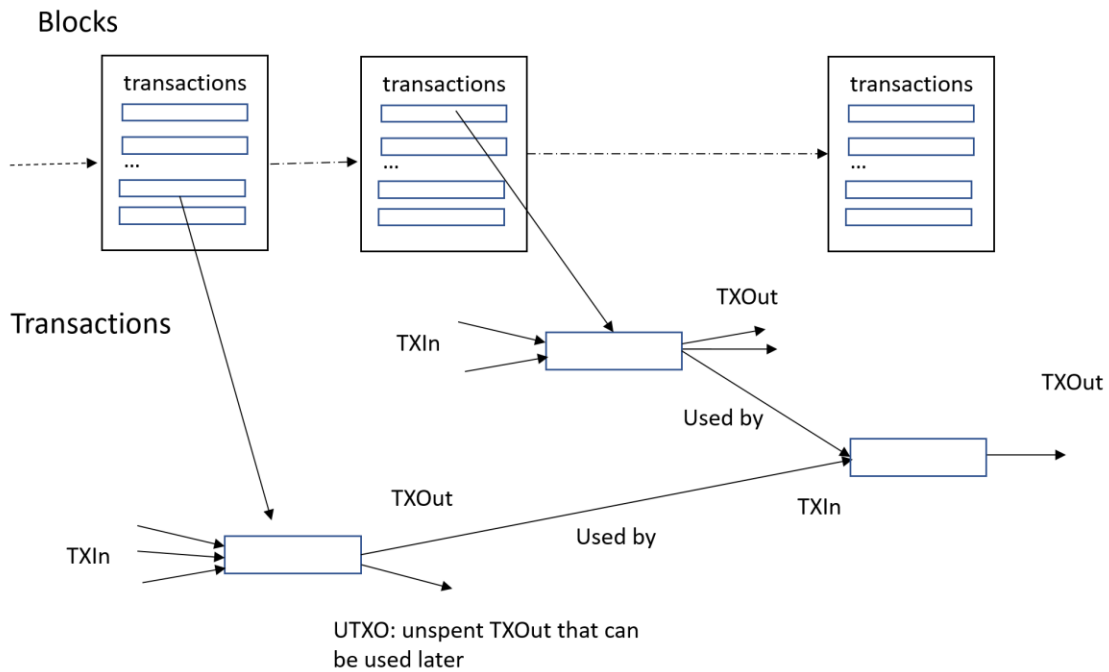 Blocks
transactions
transactions
transactions
...
...
...
Transactions
TXOut
TXIn
TXOut
Used by
TXOut
TXIn
Used by
TXIn
UTXO: unspent TXOut that can
be used later